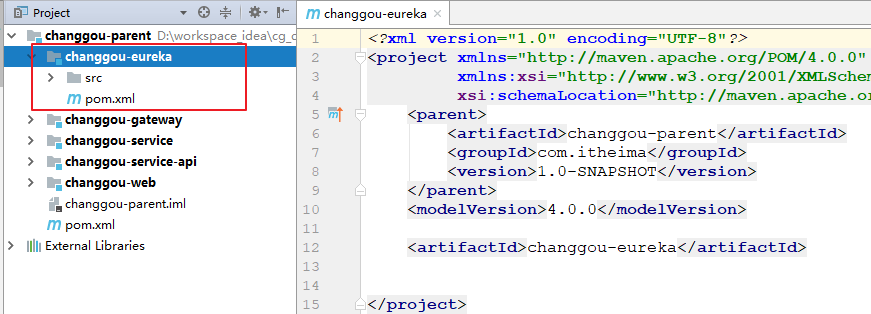 Project
changgou-parent D:\workspace_idea\cg_c
changgou-eureka
src
pom.xml
changgou-gateway
changgou-service
changgou-service-api
changgou-web
changgou-parent.iml
pom.xml
External Libraries
changgou-eureka
1 <?xml version="1.0" encoding="UTF-8"?>
2 <project xmlns="http://maven.apache.org/POM/4.0.0"
3 xmlns:xsi="http://www.w3.org/2001/XMLSchem
4 xsi:schemaLocation="http://maven.apache.or
5 <parent>
6 <artifactId>changgou-parent</artifactId>
7 <groupId>com.itheima</groupId>
8 <version>1.0-SNAPSHOT</version>
9 </parent>
10 <modelVersion>4.0.0</modelVersion>
11
12 <artifactId>changgou-eureka</artifactId>
13
14
15 </project>